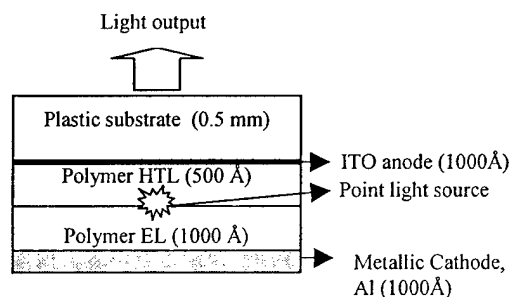 Light output
Plastic substrate (0.5 mm)
ITO anode (1000Å)
Polymer HTL (500 Å)
Point light source
Polymer EL (1000 Å)
Metallic Cathode,
Al (1000Å)